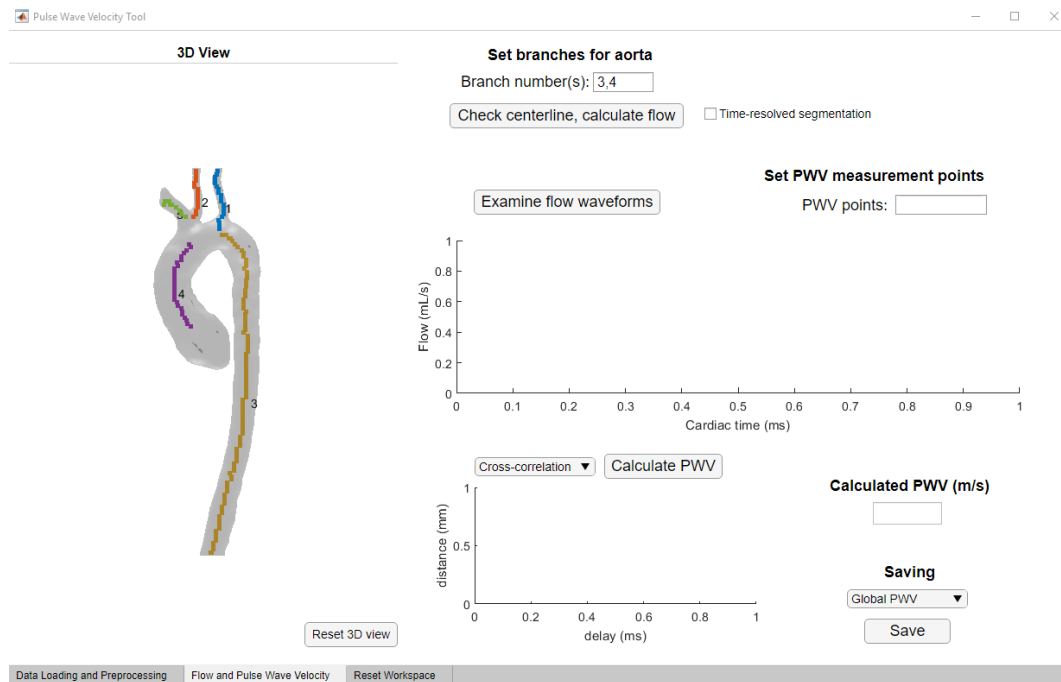 Pulse Wave Velocity Tool
3D View
2
1
5
4
3
Reset 3D view
Set branches for aorta
Branch number(s): 3,4
Check centerline, calculate flow
Time-resolved segmentation
Set PWV measurement points
Examine flow waveforms
PWV points:
1
0.8
0.6
0.4
0.2
0
Flow (mL/s)
0 0.1 0.2 0.3 0.4 0.5 0.6 0.7 0.8 0.9 1
Cardiac time (ms)
Cross-correlation
Calculate PWV
1
0.5
0
distance (mm)
0 0.2 0.4 0.6 0.8 1
delay (ms)
Calculated PWV (m/s)
Saving
Global PWV
Save
Data Loading and Preprocessing
Flow and Pulse Wave Velocity
Reset Workspace